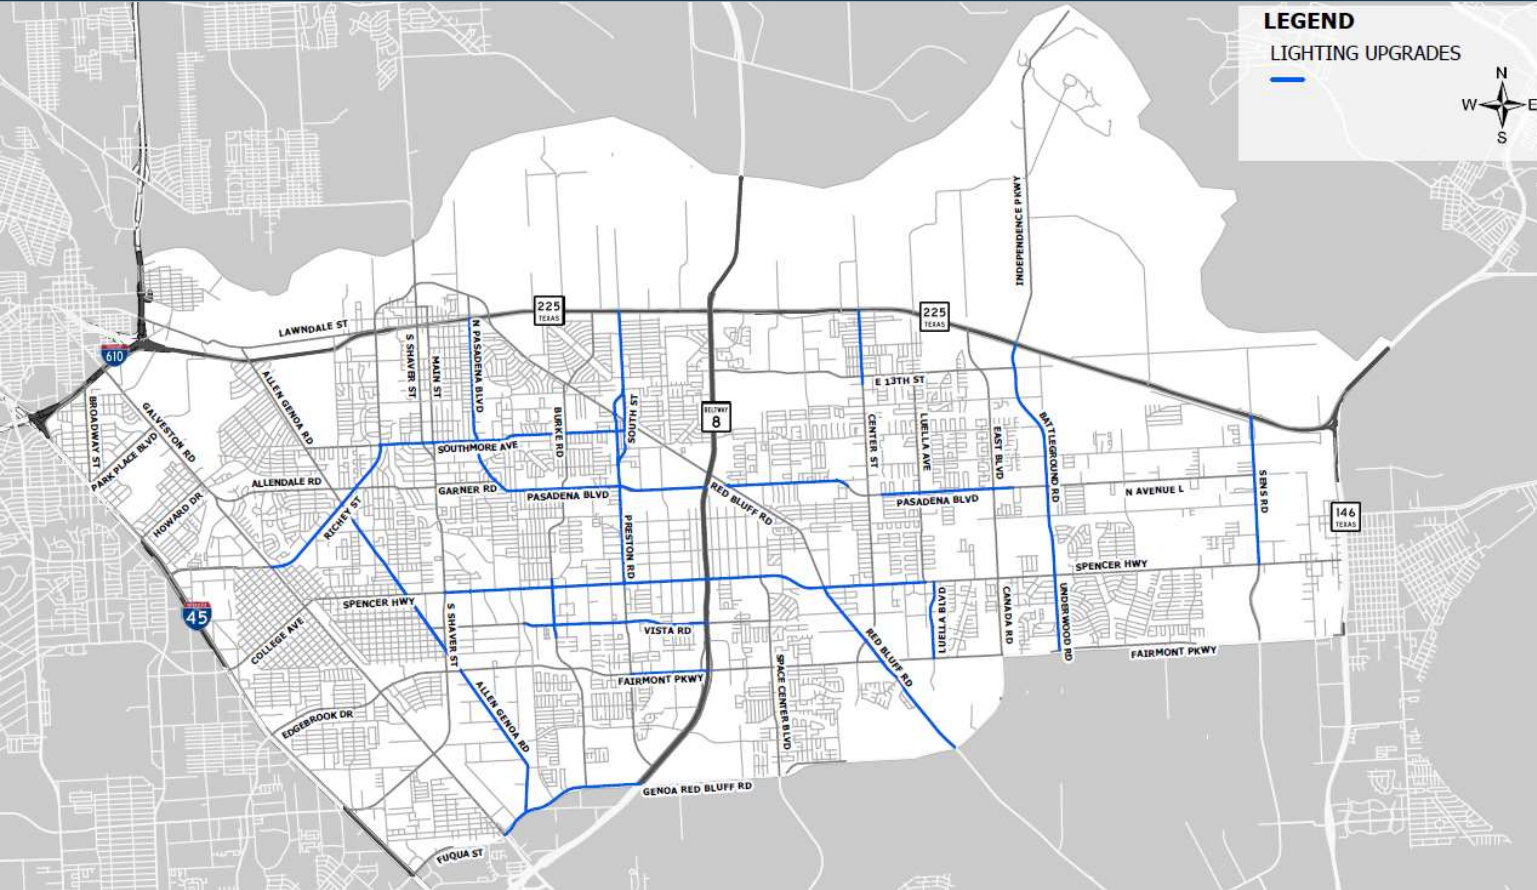 LEGEND
LIGHTING UPGRADES
N
W
E
S
INDEPENDENCE PKWY
225
TEXAS
225
TEXAS
LAWNDALE ST
610
S SHAVER ST
MAIN ST
N PASADENA BLVD
ALLEN GENOA RD
E 13TH ST
BROADWAY ST
GALVESTON RD
BURKE RD
SOUTH ST
BELTWAY
8
CENTER ST
LUELLA AVE
EAST BLVD
BATTLEGROUND RD
PARK PLACE BLVD
SOUTHMORE AVE
ALLENDALE RD
GARNER RD
PASADENA BLVD
RED BLUFF RD
PASADENA BLVD
N AVENUE L
SENS RD
HOWARD DR
RICHEY ST
PRESTON RD
146
TEXAS
SPENCER HWY
SPENCER HWY
45
COLLEGE AVE
S SHAVER ST
VISTA RD
LUELLA BLVD
CANADA RD
UNDERWOOD RD
RED BLUFF RD
FAIRMONT PKWY
FAIRMONT PKWY
SPACE CENTER BLVD
ALLEN GENOA RD
EDGEBROOK DR
GENOA RED BLUFF RD
FUQUA ST